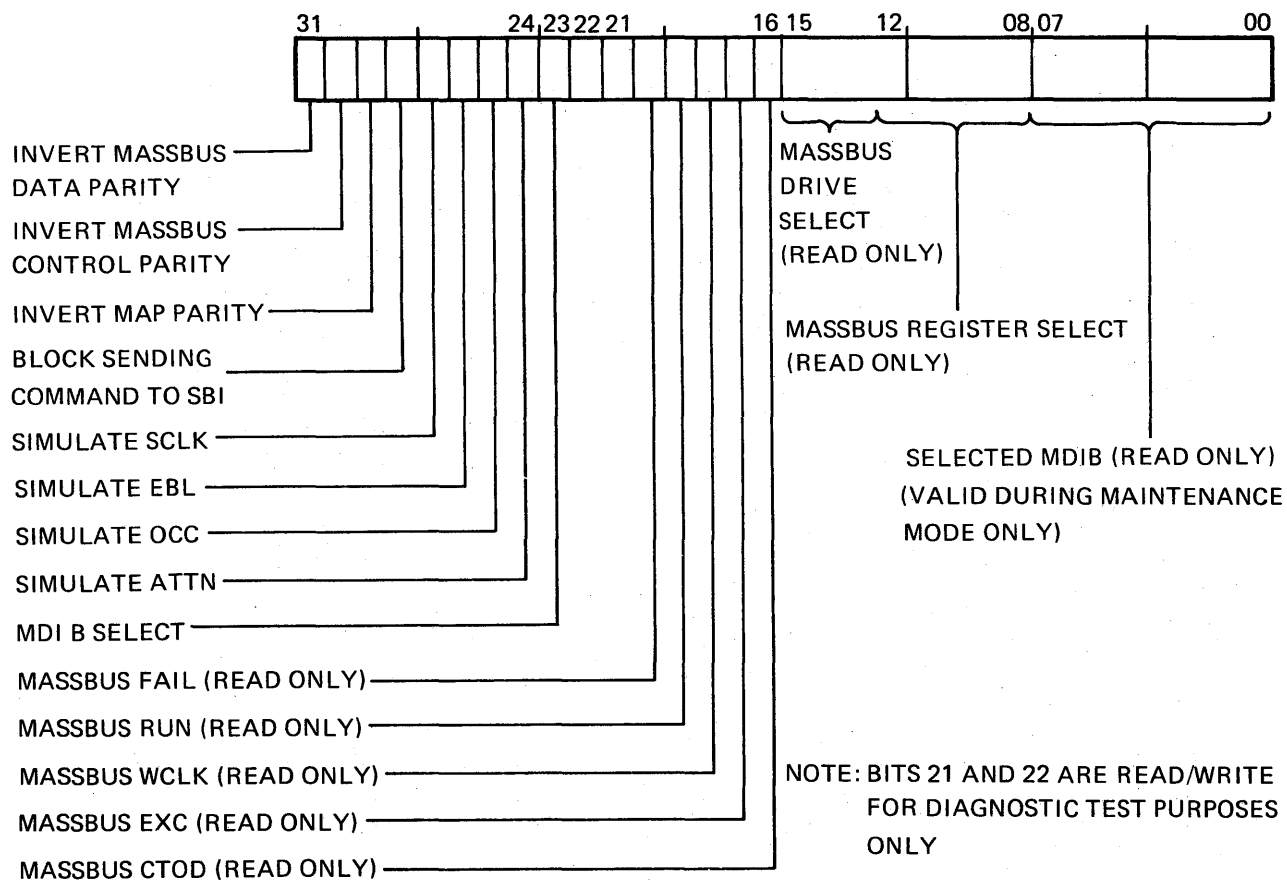 31 24 23 22 21 16 15 12 08,07 00
INVERT MASSBUS
DATA PARITY
INVERT MASSBUS
CONTROL PARITY
INVERT MAP PARITY
BLOCK SENDING
COMMAND TO SBI
SIMULATE SCLK
SIMULATE EBL
SIMULATE OCC
SIMULATE ATTN
MDI B SELECT
MASSBUS FAIL (READ ONLY)
MASSBUS RUN (READ ONLY)
MASSBUS WCLK (READ ONLY)
MASSBUS EXC (READ ONLY)
MASSBUS CTOD (READ ONLY)
MASSBUS
DRIVE
SELECT
(READ ONLY)
MASSBUS REGISTER SELECT
(READ ONLY)
SELECTED MDIB (READ ONLY)
(VALID DURING MAINTENANCE
MODE ONLY)
NOTE: BITS 21 AND 22 ARE READ/WRITE
FOR DIAGNOSTIC TEST PURPOSES
ONLY